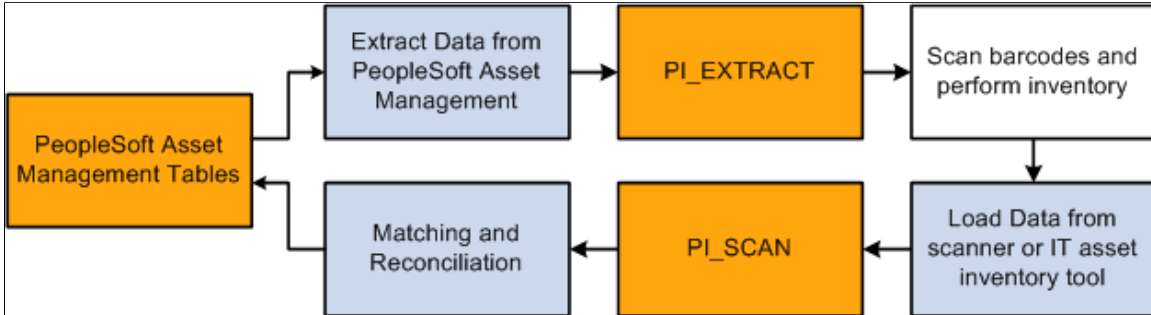 PeopleSoft Asset
Management Tables
Extract Data from
PeopleSoft Asset
Management
PI_EXTRACT
Scan barcodes and
perform inventory
Load Data from
scanner or IT asset
inventory tool
PI_SCAN
Matching and
Reconciliation